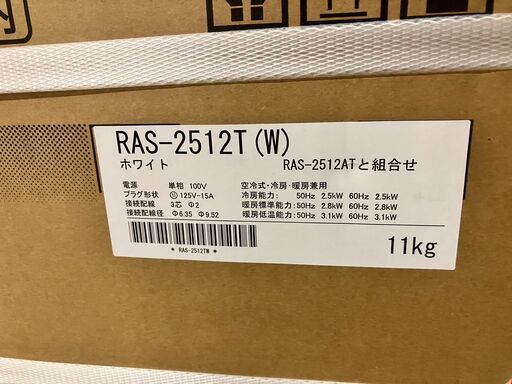 内
RAS-2512T(W)
ホワイト RAS-2512ATと組合せ
電源 単相 100V 空冷式・冷房・暖房兼用
プラグ形状 125V-15A 冷房能力: 50Hz 2.5kW 60Hz 2.5kW
接続配線 3芯 Φ2 暖房標準能力: 50Hz 2.8kW 60Hz 2.8kW
接続配線径 Φ6.35 Φ9.52 暖房低温能力: 50Hz 3.1kW 60Hz 3.1kW
11kg
* RAS-2512TW *